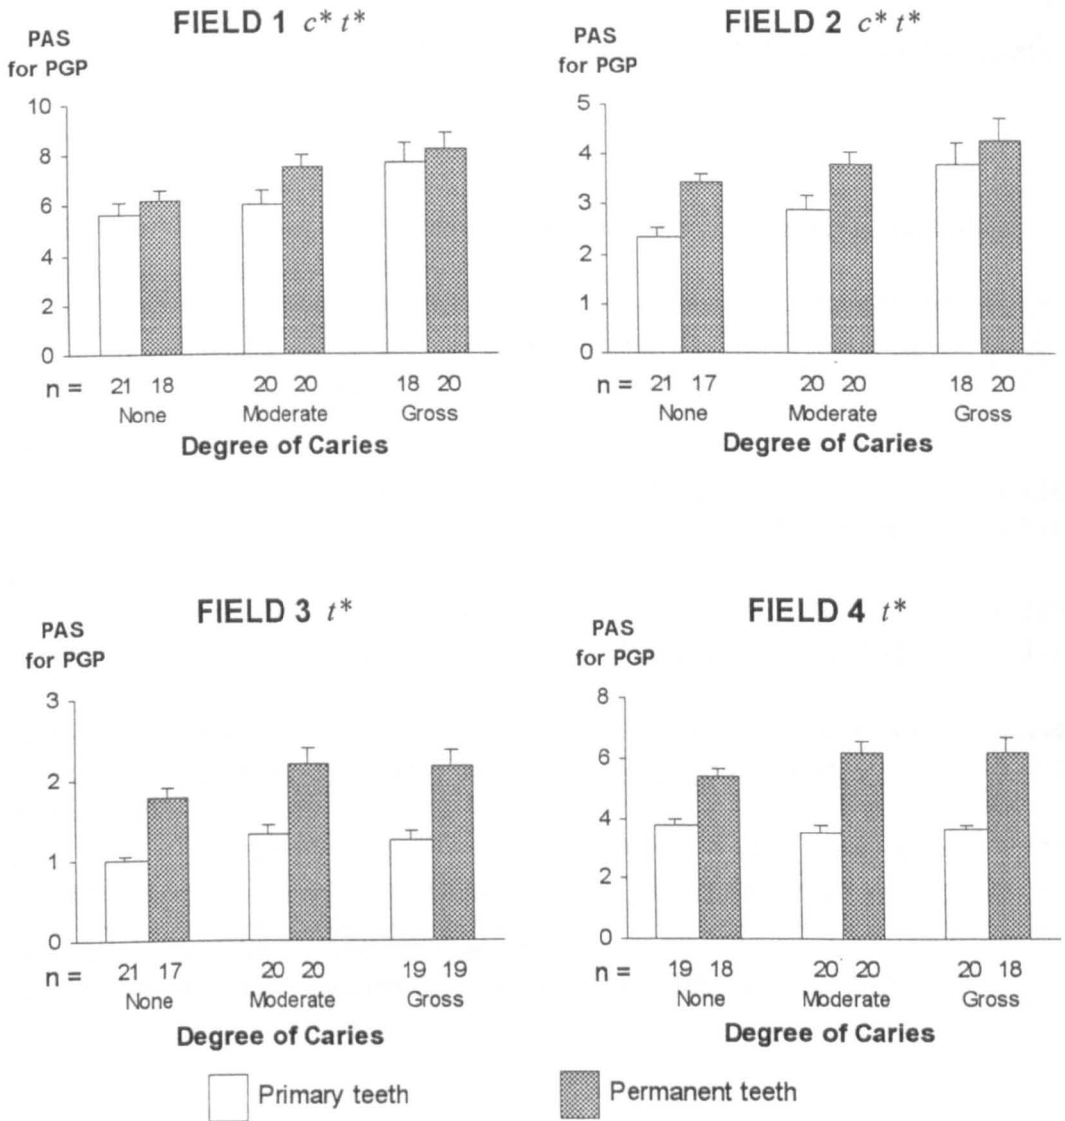 FIELD 1 c* t*
PAS
for PGP
10
8
6
4
2
0
n = 21 18 20 20 18 20
None Moderate Gross
Degree of Caries
FIELD 2 c* t*
PAS
for PGP
5
4
3
2
1
0
n = 21 17 20 20 18 20
None Moderate Gross
Degree of Caries
FIELD 3 t*
PAS
for PGP
3
2
1
0
n = 21 17 20 20 19 19
None Moderate Gross
Degree of Caries
FIELD 4 t*
PAS
for PGP
8
6
4
2
0
n = 19 18 20 20 20 18
None Moderate Gross
Degree of Caries
Primary teeth
Permanent teeth